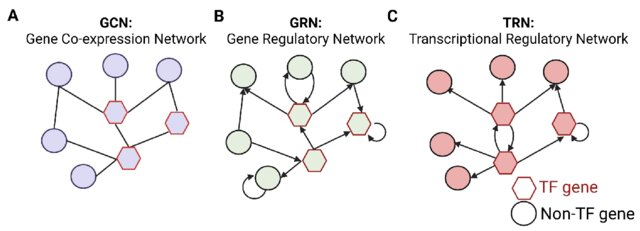 A
GCN:
Gene Co-expression Network
B
GRN:
Gene Regulatory Network
C
TRN:
Transcriptional Regulatory Network
TF gene
Non-TF gene